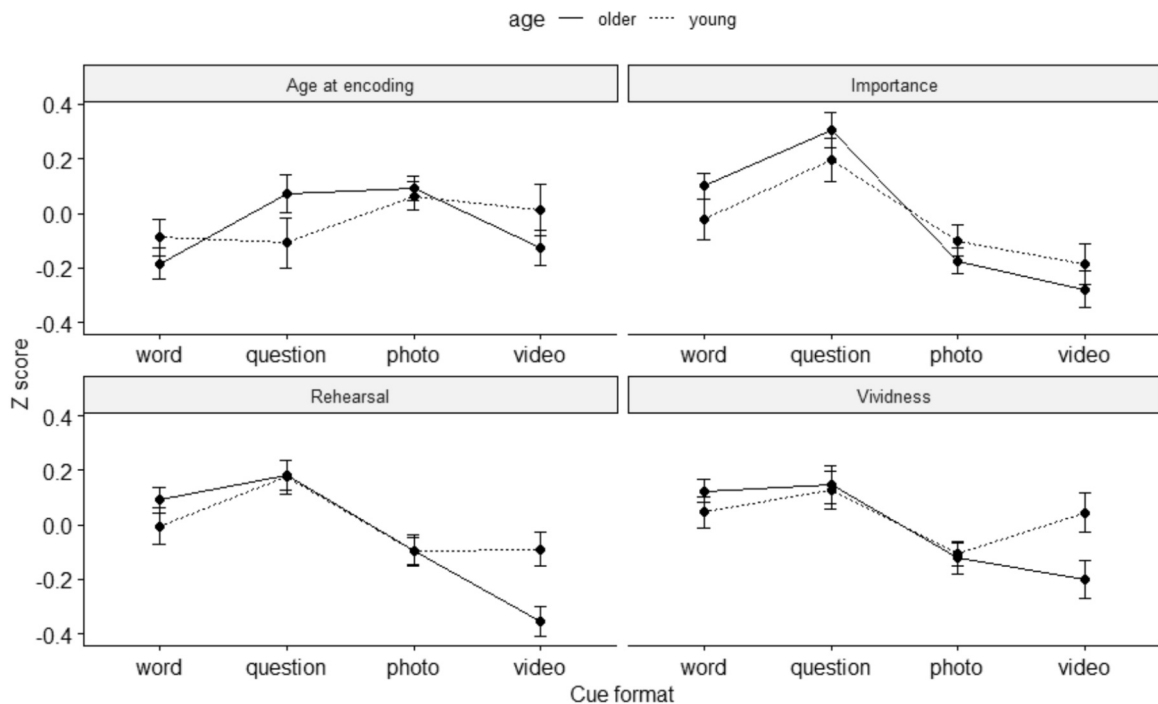 age older young
Age at encoding
Importance
0.4
0.2
0.0
-0.2
-0.4
word question photo video
word question photo video
Z score
Rehearsal
Vividness
0.4
0.2
0.0
-0.2
-0.4
word question photo video
word question photo video
Cue format